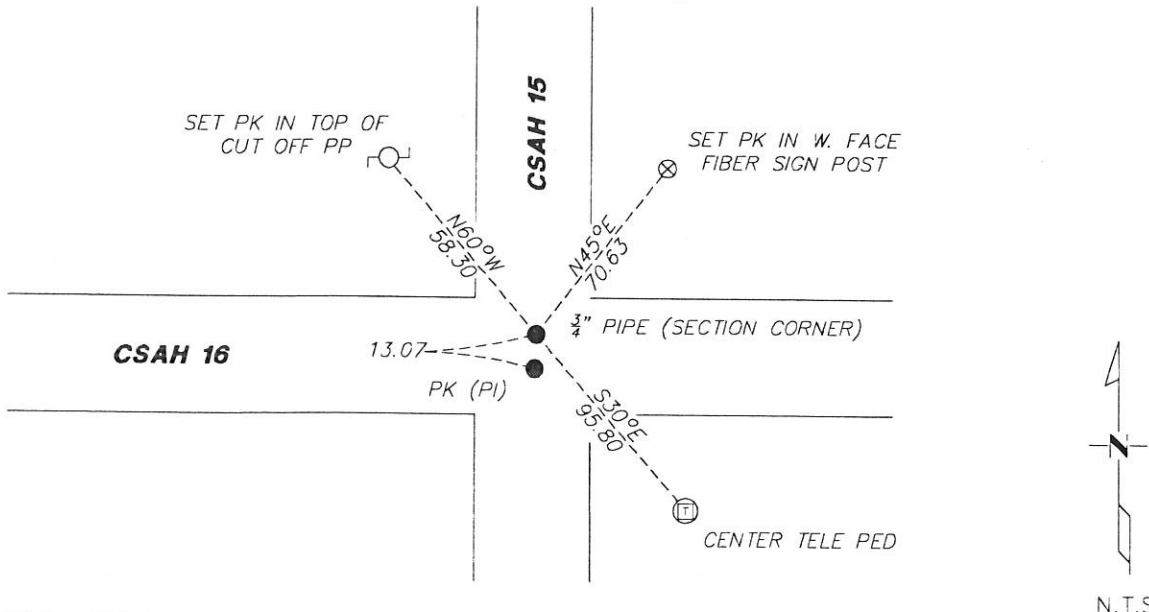 CSAH 15
SET PK IN TOP OF
CUT OFF PP
SET PK IN W. FACE
FIBER SIGN POST
N60°W
58.30
N45°E
70.63
3/4" PIPE (SECTION CORNER)
CSAH 16
13.07
PK (PI)
S30°E
95.80
N
T
CENTER TELE PED
N.T.S